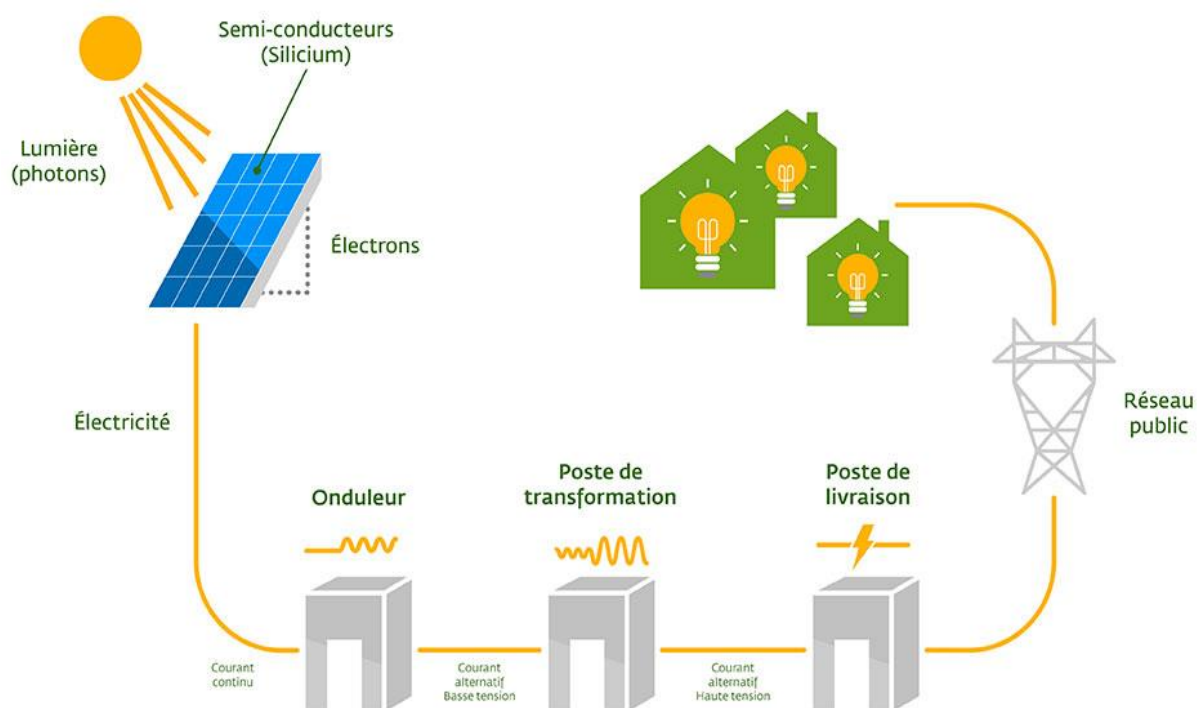 Semi-conducteurs
(Silicium)
Lumière
(photons)
Électrons
Électricité
Réseau
public
Onduleur
Poste de
transformation
Poste de
livraison
Courant
continu
Courant
alternatif
Basse tension
Courant
alternatif
Haute tension